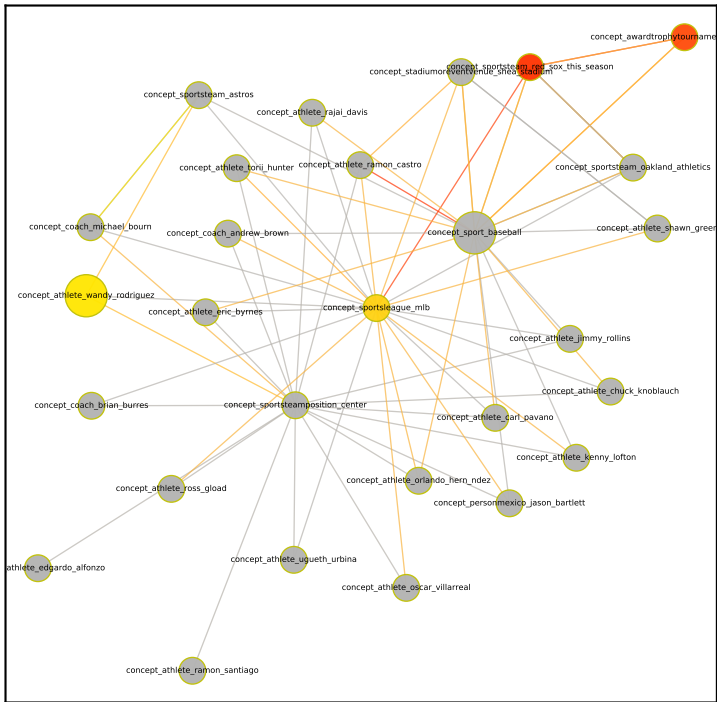 concept_awardtrophytourname
concept_sportsteam_red_sox_this_season
concept_stadiumoreventvenue_shea_stadium
concept_sportsteam_astros
concept_athlete_rajai_davis
concept_athlete_torii_hunter
concept_athlete_ramon_castro
concept_sportsteam_oakland_athletics
concept_coach_michael_bourn
concept_coach_andrew_brown
concept_sport_baseball
concept_athlete_shawn_green
concept_athlete_wandy_rodriguez
concept_athlete_eric_byrnes
concept_sportsleague_mlb
concept_athlete_jimmy_rollins
concept_athlete_chuck_knoblauch
concept_coach_brian_burres
concept_sportsteamposition_center
concept_athlete_carl_pavano
concept_athlete_kenny_lofton
concept_athlete_ross_gload
concept_athlete_orlando_hern_ndez
concept_personmexico_jason_bartlett
concept_athlete_ugueth_urbina
athlete_edgardo_alfonzo
concept_athlete_oscar_villarreal
concept_athlete_ramon_santiago